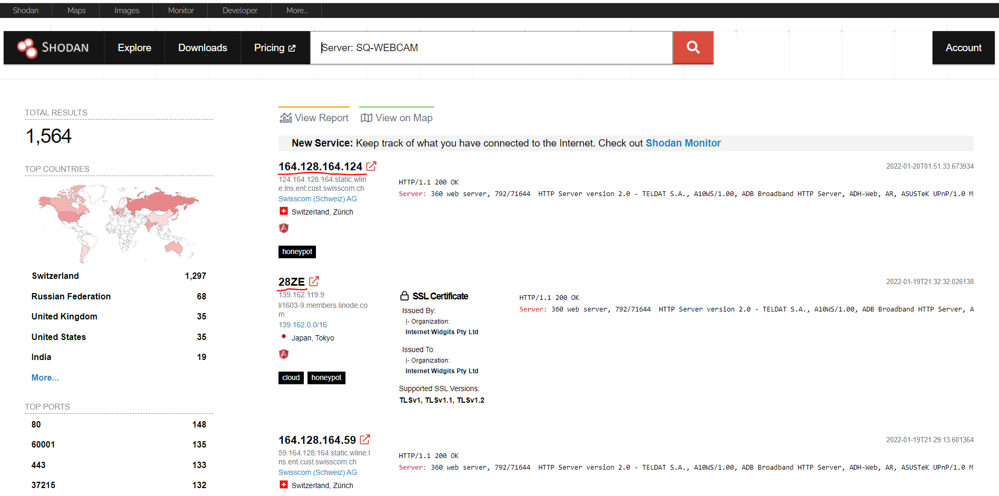 Shodan Maps Images Monitor Developer More...
SHODAN Explore Downloads Pricing Server: SQ-WEBCAM Account
TOTAL RESULTS
1,564
TOP COUNTRIES
Switzerland 1,297
Russian Federation 68
United Kingdom 35
United States 35
India 19
More...
TOP PORTS
80 148
60001 135
443 133
37215 132
View Report View on Map
New Service: Keep track of what you have connected to the Internet. Check out Shodan Monitor
164.128.164.124
2022-01-20T01:51:33.673934
124.164.128.164.static.wlin
e.lns.ent.cust.swisscom.ch
Swisscom (Schweiz) AG
Switzerland, Zürich
honeypot
HTTP/1.1 200 OK
Server: 360 web server, 792/71644  HTTP Server version 2.0 - TELDAT S.A., A10WS/1.00, ADB Broadband HTTP Server, ADH-Web, AR, ASUSTeK UPnP/1.0 M
28ZE
2022-01-19T21:32:32.026138
139.162.119.9
li1603-9.members.linode.co
m
139.162.0.0/16
Japan, Tokyo
cloud honeypot
SSL Certificate
Issued By:
|- Organization:
Internet Widgits Pty Ltd
Issued To:
|- Organization:
Internet Widgits Pty Ltd
Supported SSL Versions:
TLSv1, TLSv1.1, TLSv1.2
HTTP/1.1 200 OK
Server: 360 web server, 792/71644  HTTP Server version 2.0 - TELDAT S.A., A10WS/1.00, ADB Broadband HTTP Server, A
164.128.164.59
2022-01-19T21:29:13.601364
59.164.128.164.static.wline.l
ns.ent.cust.swisscom.ch
Swisscom (Schweiz) AG
Switzerland, Zürich
HTTP/1.1 200 OK
Server: 360 web server, 792/71644  HTTP Server version 2.0 - TELDAT S.A., A10WS/1.00, ADB Broadband HTTP Server, ADH-Web, AR, ASUSTeK UPnP/1.0 M